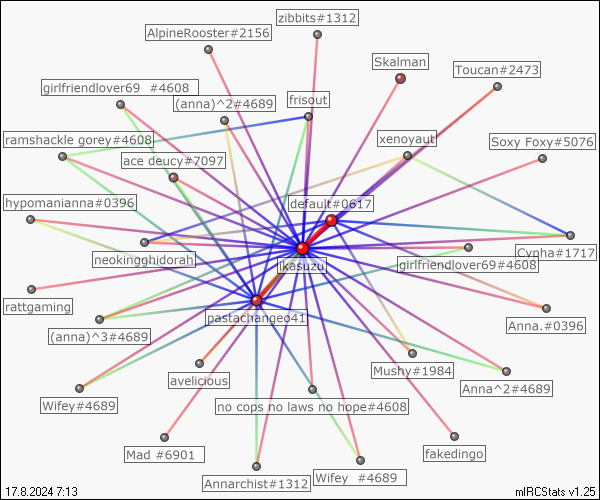 zibbits#1312
AlpineRooster#2156
Skalman
Toucan#2473
girlfriendlover69 #4608
(anna)^2#4689
frisout
ramshackle gorey#4608
xenoyaut
Soxy Foxy#5076
ace deucy#7097
hypomanianna#0396
default#0617
neokingghidorah
jkasuzu
girlfriendlover69#4608
Cypha#1717
rattgaming
pastachangeo41
Anna.#0396
(anna)^3#4689
avelicious
Mushy#1984
Anna^2#4689
Wifey#4689
no cops no laws no hope#4608
Mad #6901
fakedingo
Annarchist#1312
Wifey #4689
17.8.2024 7:13
mIRCStats v1.25